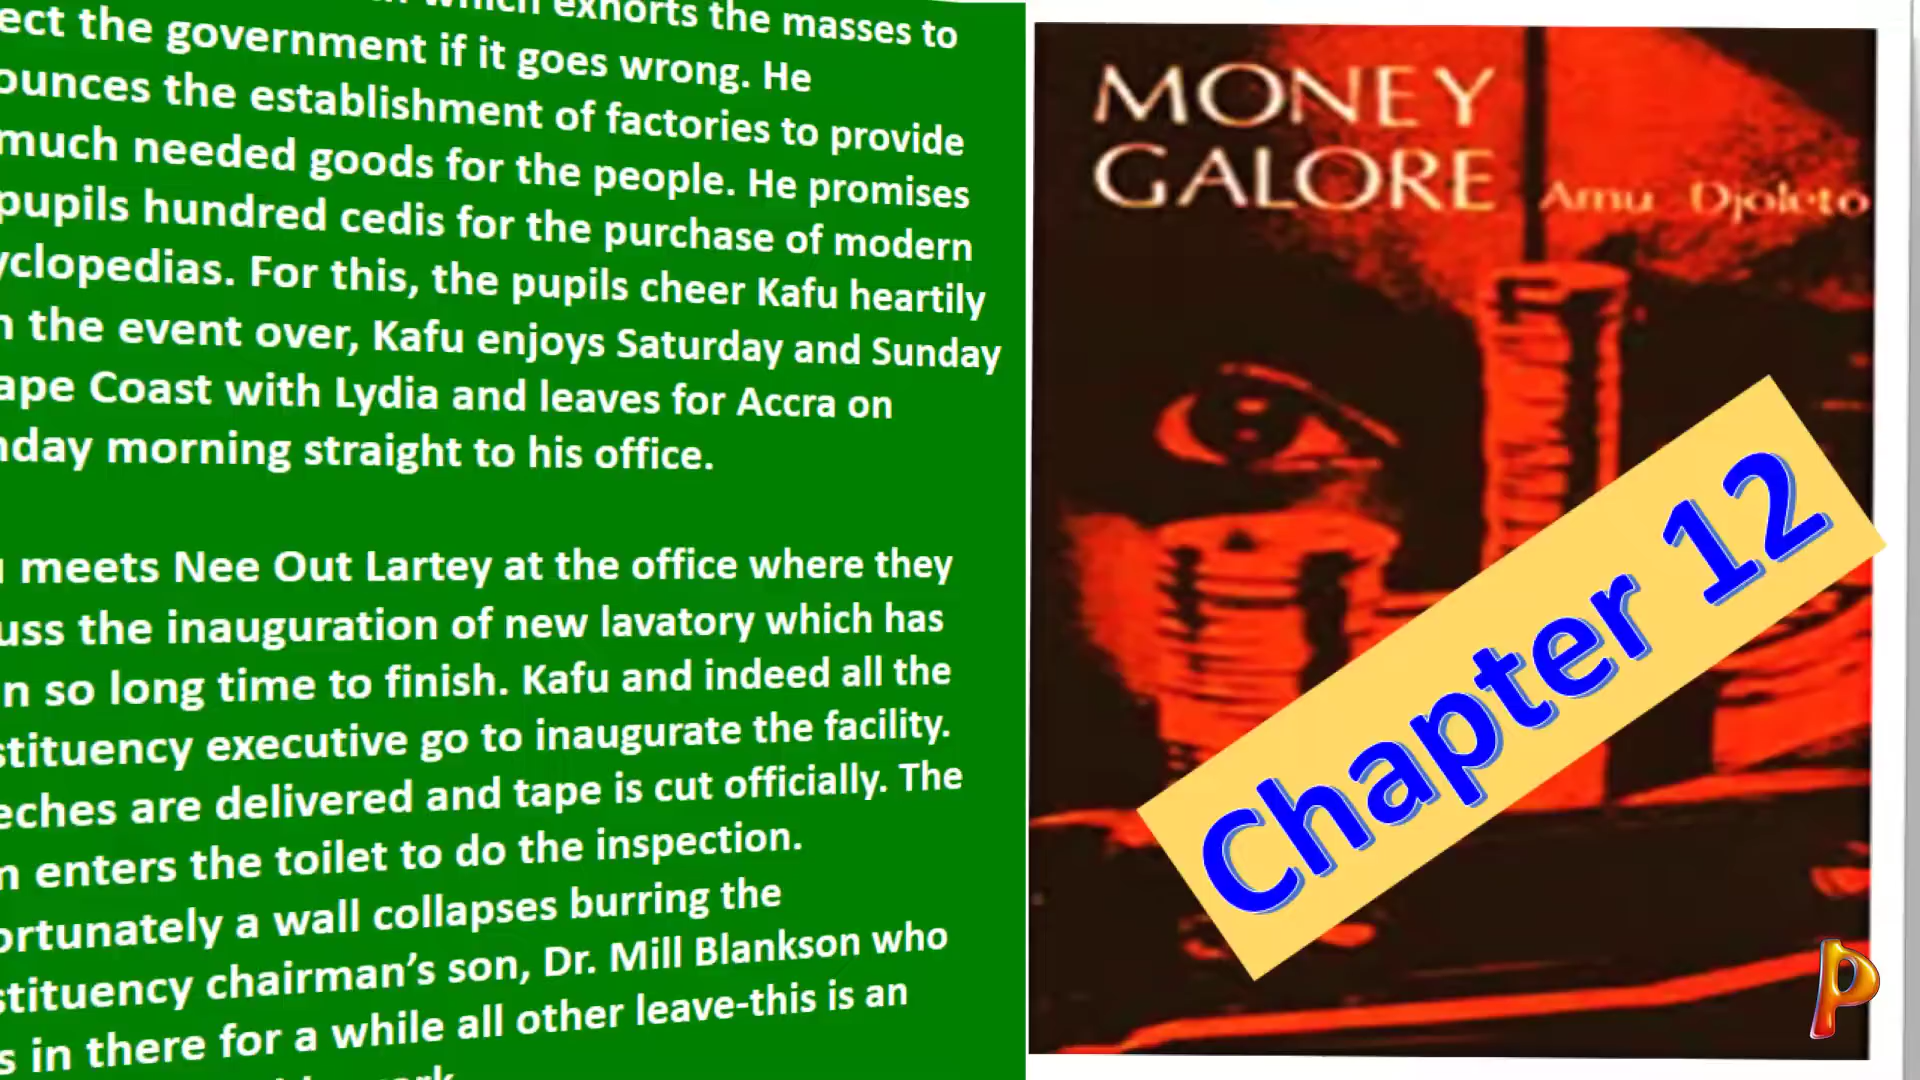 which exhorts the masses to
ect the government if it goes wrong. He
ounces the establishment of factories to provide
much needed goods for the people. He promises
pupils hundred cedis for the purchase of modern
yclopedias. For this, the pupils cheer Kafu heartily
n the event over, Kafu enjoys Saturday and Sunday
ape Coast with Lydia and leaves for Accra on
nday morning straight to his office.
meets Nee Out Lartey at the office where they
uss the inauguration of new lavatory which has
n so long time to finish. Kafu and indeed all the
stituency executive go to inaugurate the facility.
eches are delivered and tape is cut officially. The
m enters the toilet to do the inspection.
ortunately a wall collapses burring the
stituency chairman’s son, Dr. Mill Blankson who
s in there for a while all other leave-this is an
MONEY
GALORE Amu Djoleto
Chapter 12
P